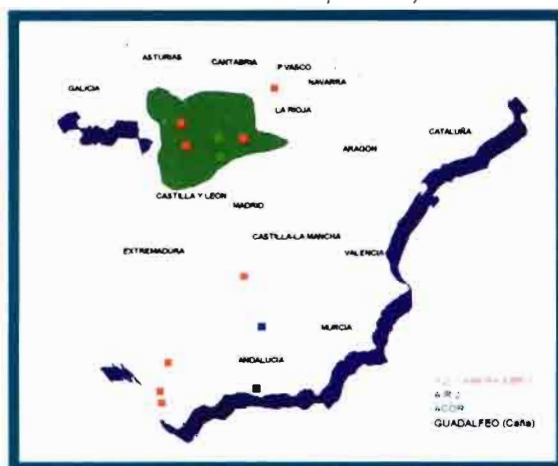 ASTURIAS
CANTABRIA
P VASCO
NAVARRA
GALICIA
LA RIOJA
CATALUÑA
ARAGON
CASTILLA Y LEON
MADRID
CASTILLA-LA MANCHA
EXTREMADURA
VALENCIA
MURCIA
ANDALUCIA
ACOR
GUADALFEO (Caña)